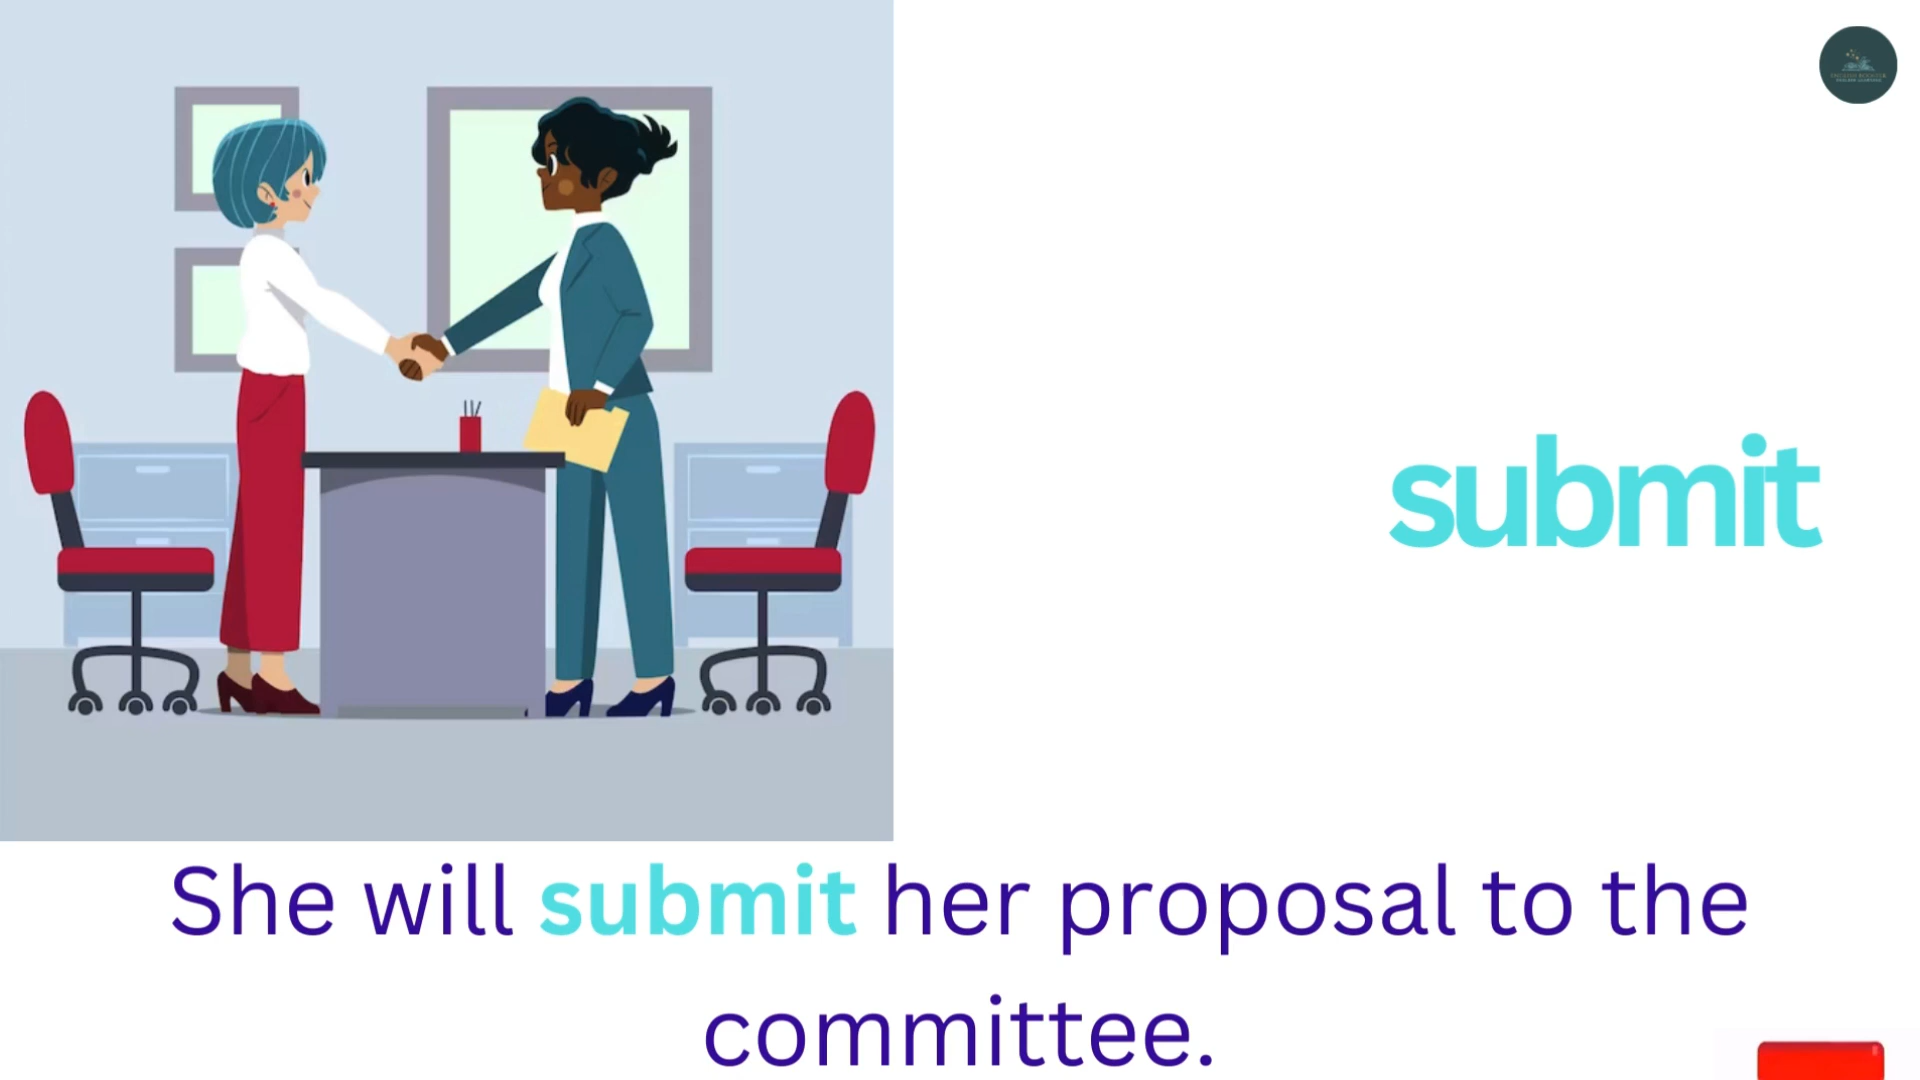 submit
She will submit her proposal to the
committee.